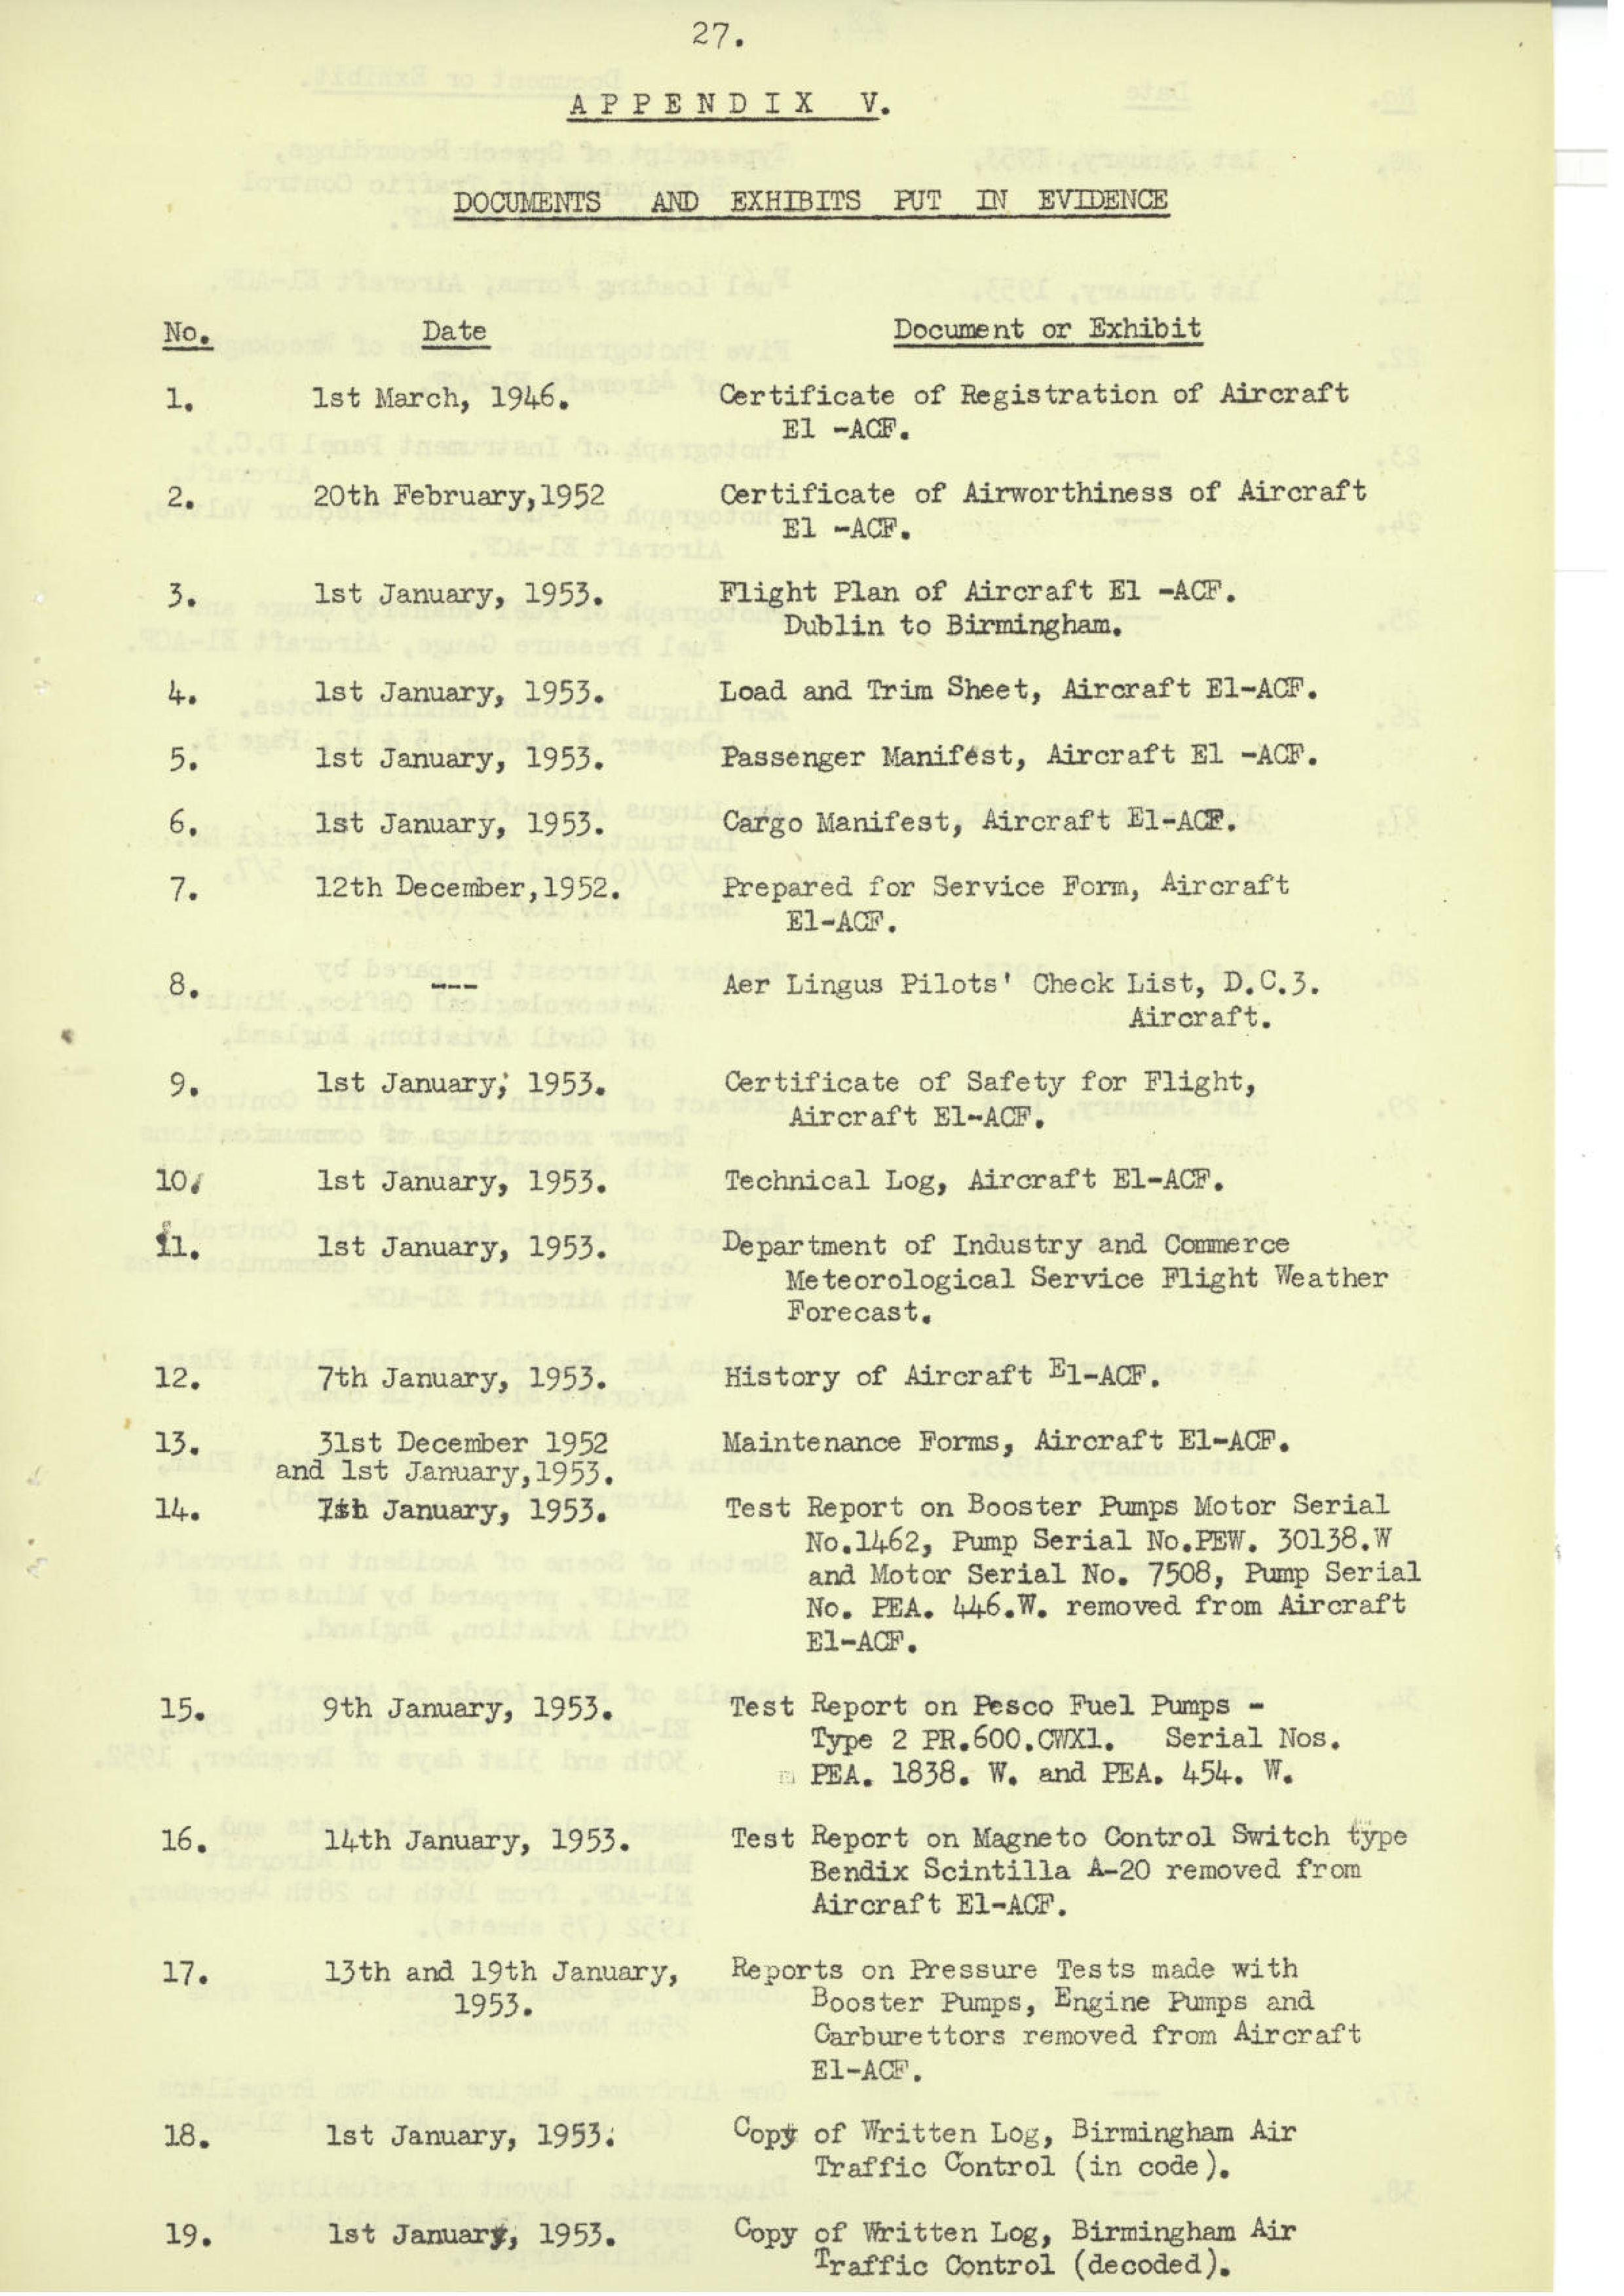 27.
APPENDIX V.
DOCUMENTS AND EXHIBITS PUT IN EVIDENCE
No. Date Document or Exhibit
1. 1st March, 1946. Certificate of Registration of Aircraft
El -ACF.
2. 20th February,1952 Certificate of Airworthiness of Aircraft
El -ACF.
3. 1st January, 1953. Flight Plan of Aircraft El -ACF.
Dublin to Birmingham.
4. 1st January, 1953. Load and Trim Sheet, Aircraft El-ACF.
5. 1st January, 1953. Passenger Manifest, Aircraft El -ACF.
6. 1st January, 1953. Cargo Manifest, Aircraft El-ACF.
7. 12th December,1952. Prepared for Service Form, Aircraft
El-ACF.
8. --- Aer Lingus Pilots' Check List, D.C.3.
Aircraft.
9. 1st January, 1953. Certificate of Safety for Flight,
Aircraft El-ACF.
10. 1st January, 1953. Technical Log, Aircraft El-ACF.
11. 1st January, 1953. Department of Industry and Commerce
Meteorological Service Flight Weather
Forecast.
12. 7th January, 1953. History of Aircraft El-ACF.
13. 31st December 1952 Maintenance Forms, Aircraft El-ACF.
and 1st January,1953.
14. January, 1953. Test Report on Booster Pumps Motor Serial
No.1462, Pump Serial No.PEW. 30138.W
and Motor Serial No. 7508, Pump Serial
No. PEA. 446.W. removed from Aircraft
El-ACF.
15. 9th January, 1953. Test Report on Pesco Fuel Pumps -
Type 2 PR.600.CWX1. Serial Nos.
PEA. 1838. W. and PEA. 454. W.
16. 14th January, 1953. Test Report on Magneto Control Switch type
Bendix Scintilla A-20 removed from
Aircraft El-ACF.
17. 13th and 19th January, Reports on Pressure Tests made with
1953. Booster Pumps, Engine Pumps and
Carburettors removed from Aircraft
El-ACF.
18. 1st January, 1953. Copy of Written Log, Birmingham Air
Traffic Control (in code).
19. 1st January, 1953. Copy of Written Log, Birmingham Air
Traffic Control (decoded).